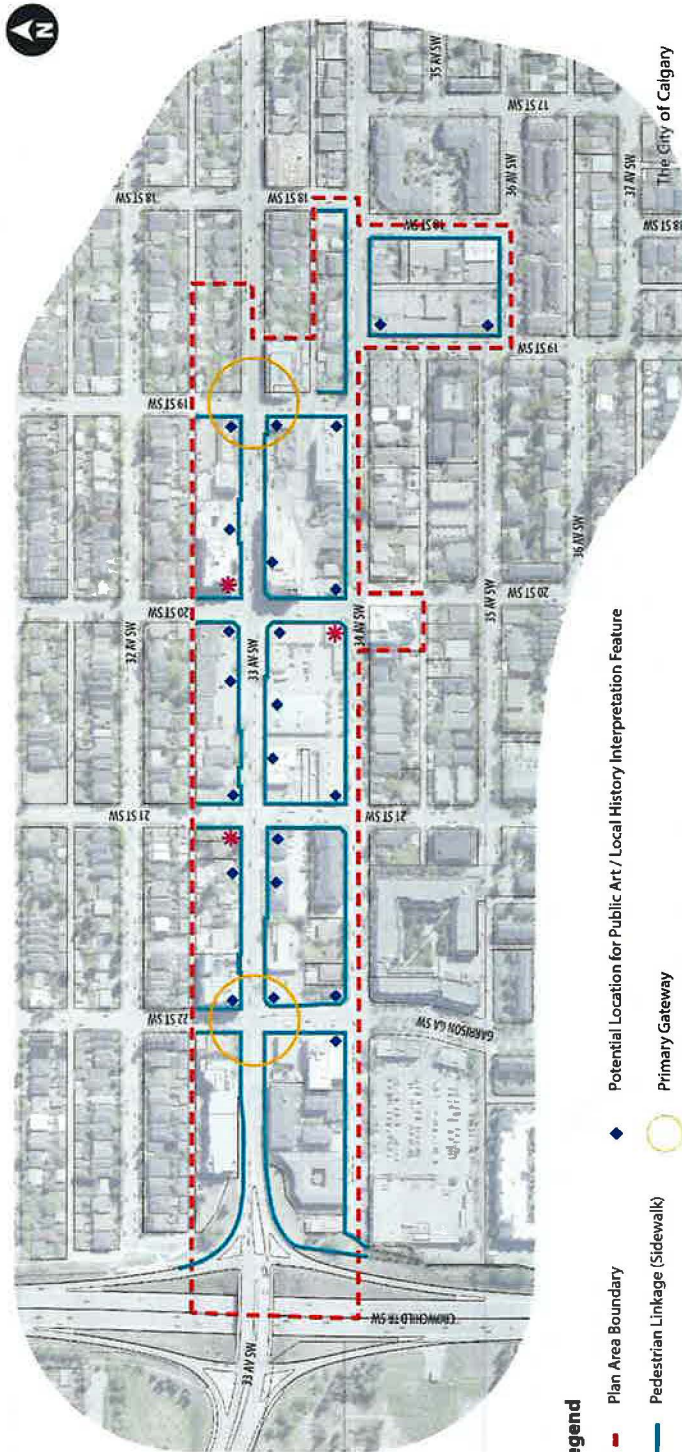 N
18 ST SW
21 ST SW
32 AV SW
22 ST SW
20 ST SW
19 ST SW
33 AV SW
33 AV SW
18 ST SW
34 AV SW
21 ST SW
18 ST SW
CROWCHILD TR SW
35 AV SW
GARRISON GA SW
35 AV SW
36 AV SW
20 ST SW
19 ST SW
17 ST SW
36 AV SW
37 AV SW
18 ST SW
egend
Plan Area Boundary
Potential Location for Public Art / Local History Interpretation Feature
Pedestrian Linkage (Sidewalk)
Primary Gateway
The City of Calgary